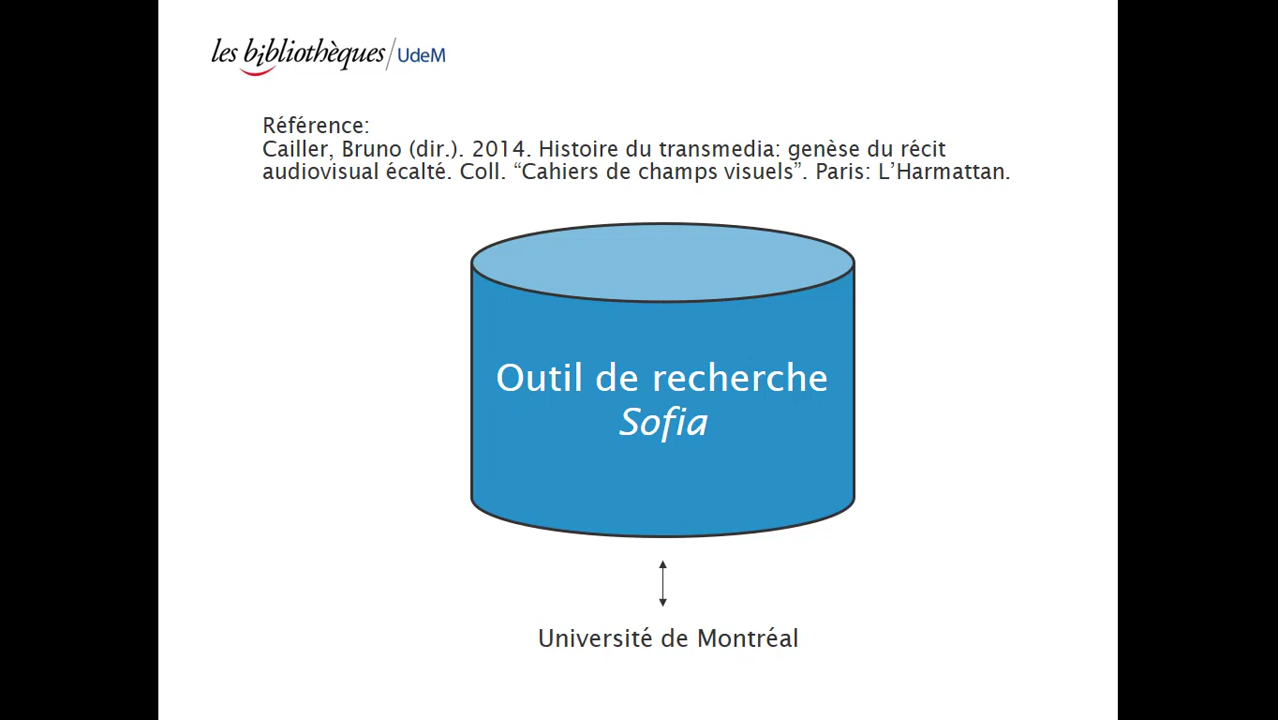 les bibliothèques/UdeM
Référence:
Cailler, Bruno (dir.). 2014. Histoire du transmedia: genèse du récit
audiovisual écalté. Coll. “Cahiers de champs visuels”. Paris: L’Harmattan.
Outil de recherche
Sofia
Université de Montréal